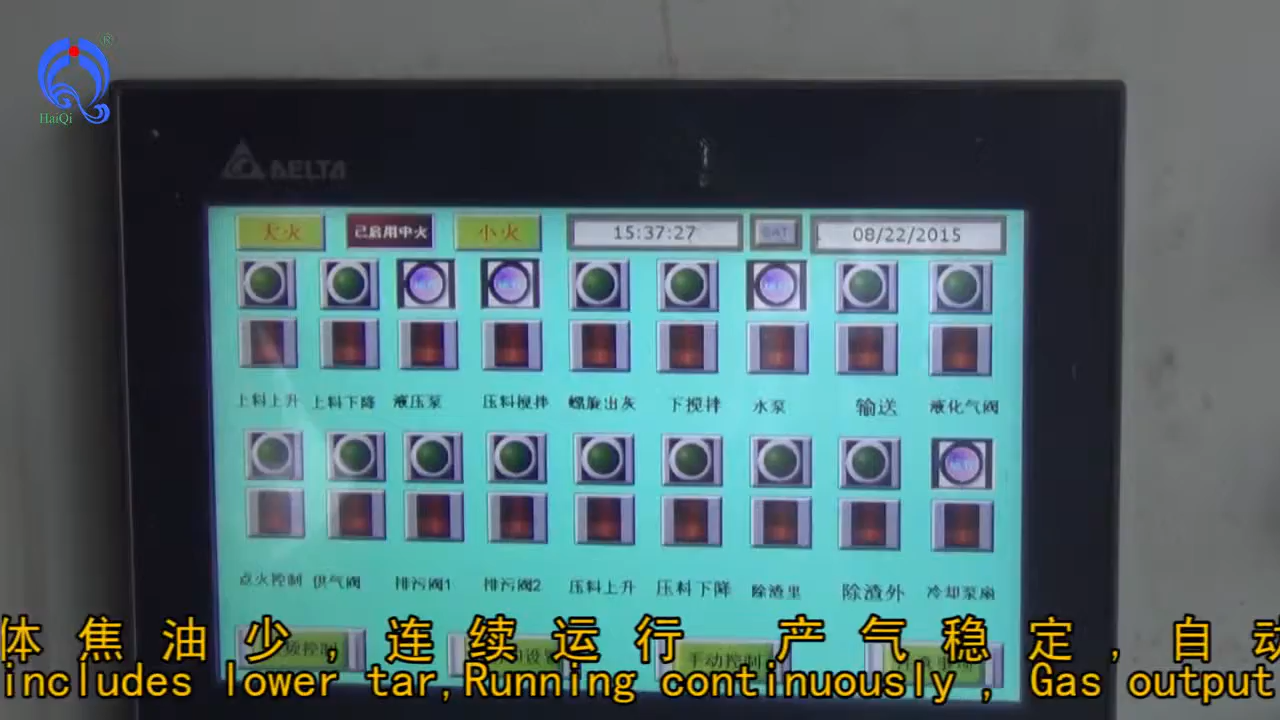 HaiQi
®
DELTA
大火 已启用中火 小火 15:37:27 SAT 08/22/2015
上料上升 上料下降 液压泵 压料搅拌 螺旋出灰 下搅拌 水泵 输送 液化气阀
点火控制 供气阀 排污阀1 排污阀2 压料上升 压料下降 除渣里 除渣外 冷却泵扇
手动控制
体焦油少，连续运行 产气稳定，自动
includes lower tar,Running continuously , Gas output